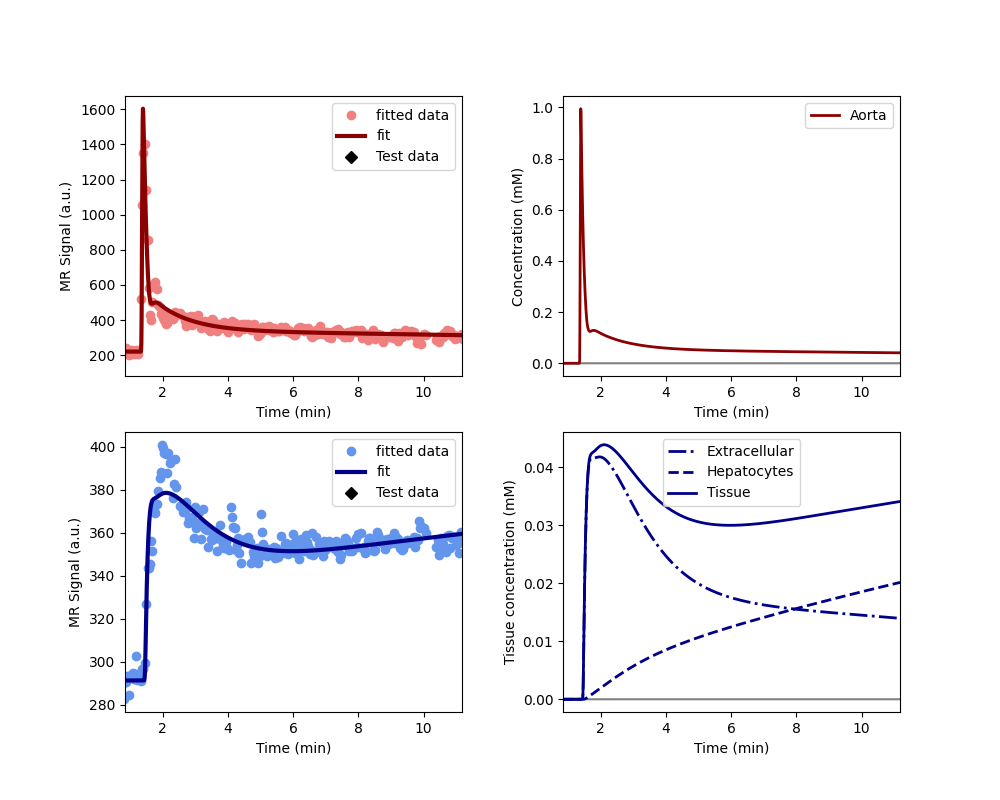 1600
1400
1200
1000
800
600
400
200
MR Signal (a.u.)
2 4 6 8 10
Time (min)
fitted data
fit
Test data
1.0
0.8
0.6
0.4
0.2
0.0
Concentration (mM)
2 4 6 8 10
Time (min)
Aorta
400
380
360
340
320
300
280
MR Signal (a.u.)
2 4 6 8 10
Time (min)
fitted data
fit
Test data
0.04
0.03
0.02
0.01
0.00
Tissue concentration (mM)
2 4 6 8 10
Time (min)
Extracellular
Hepatocytes
Tissue